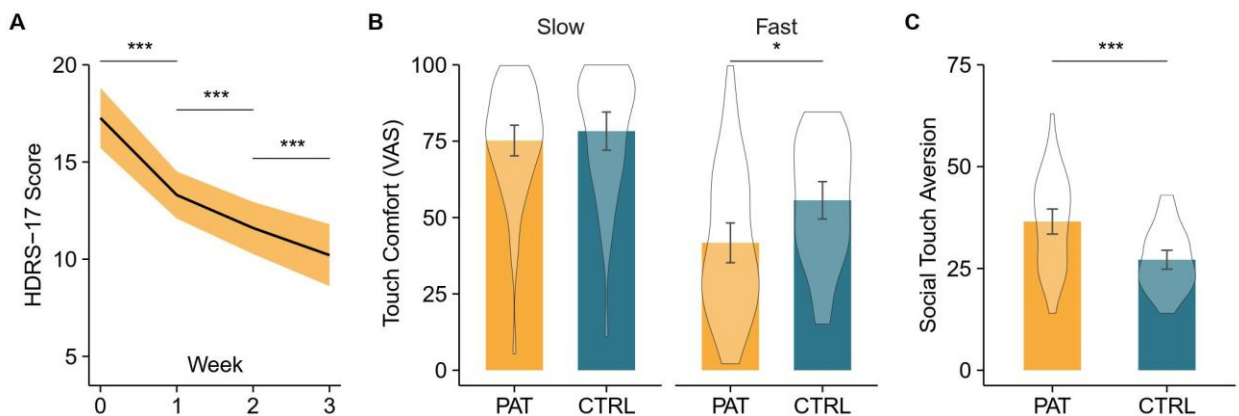 A
***
***
***
20
15
10
5
HDRS−17 Score
Week
0 1 2 3
B
Slow Fast
*
100
75
50
25
0
Touch Comfort (VAS)
PAT CTRL PAT CTRL
C
***
75
50
25
0
Social Touch Aversion
PAT CTRL